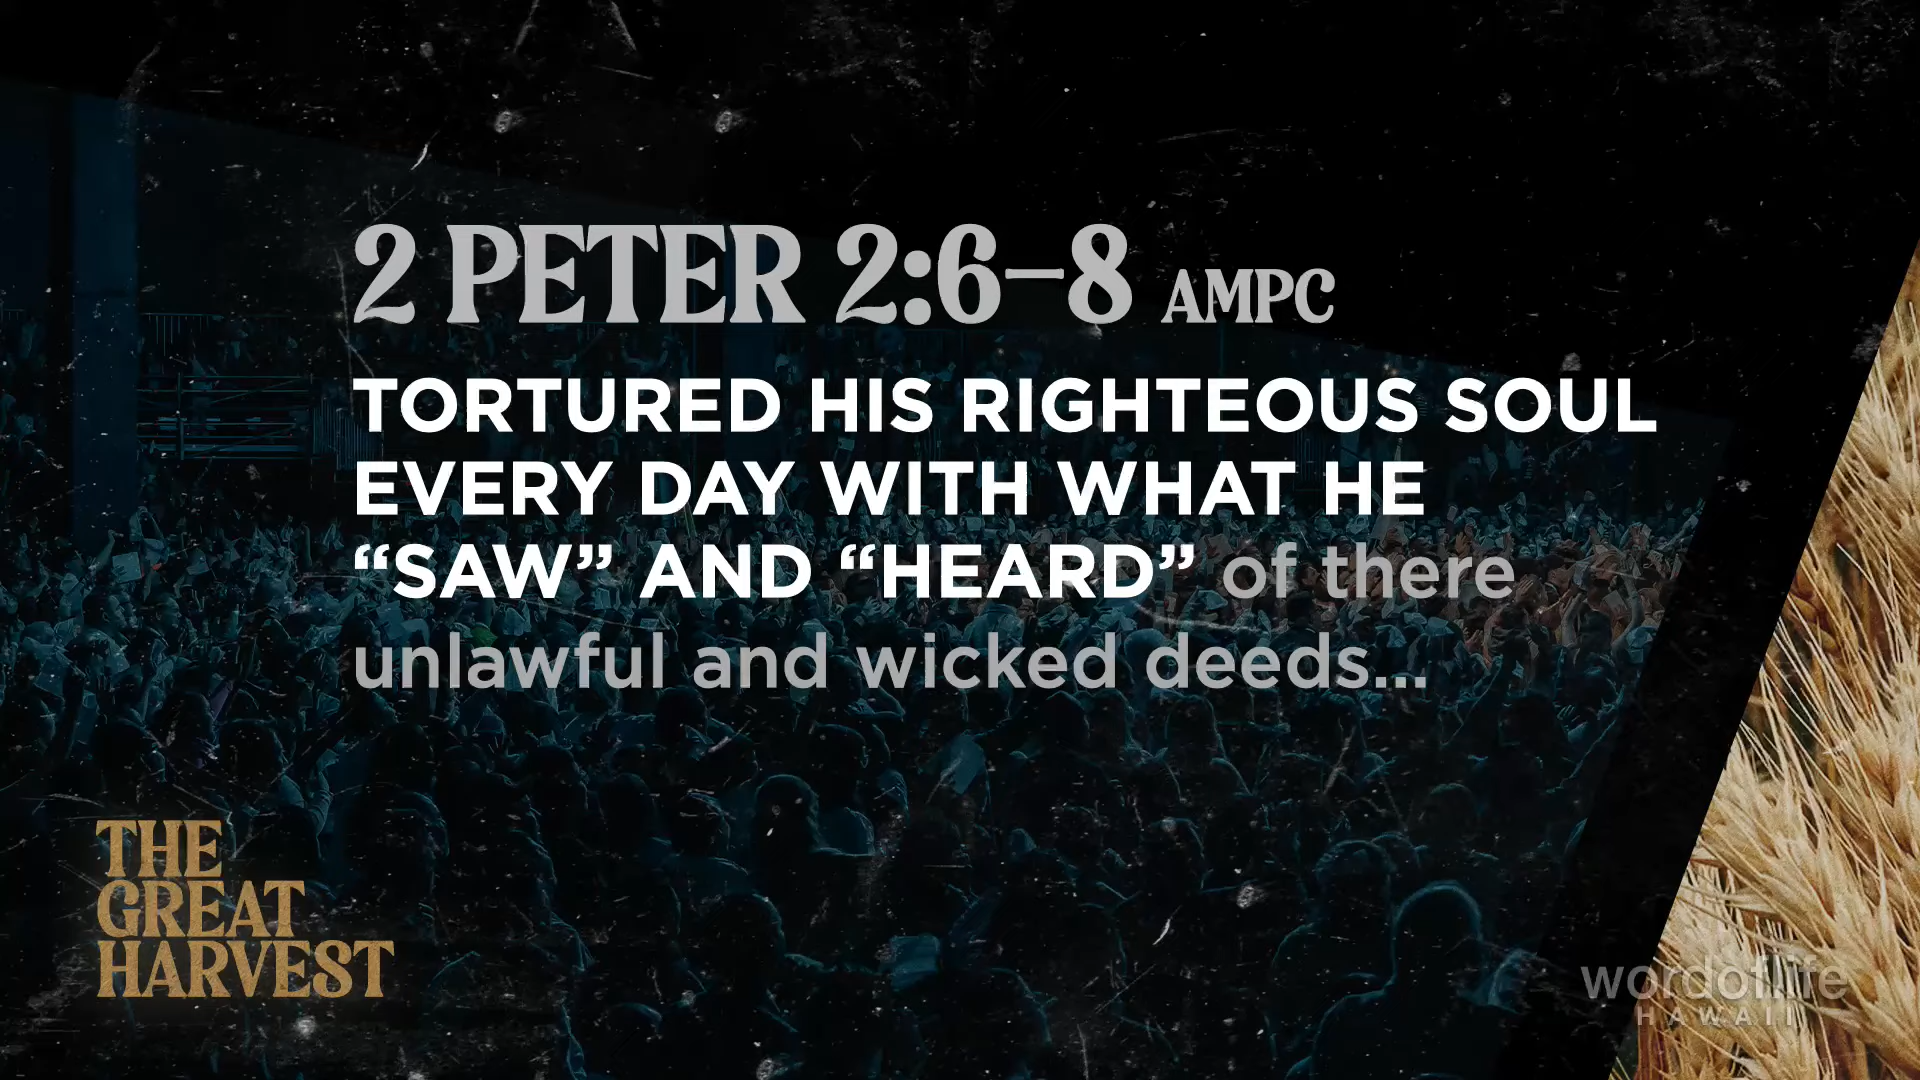 2 PETER 2:6–8 AMPC
TORTURED HIS RIGHTEOUS SOUL
EVERY DAY WITH WHAT HE
“SAW” AND “HEARD” of there
unlawful and wicked deeds...
THE
GREAT
HARVEST
wordoflife
HAWAII